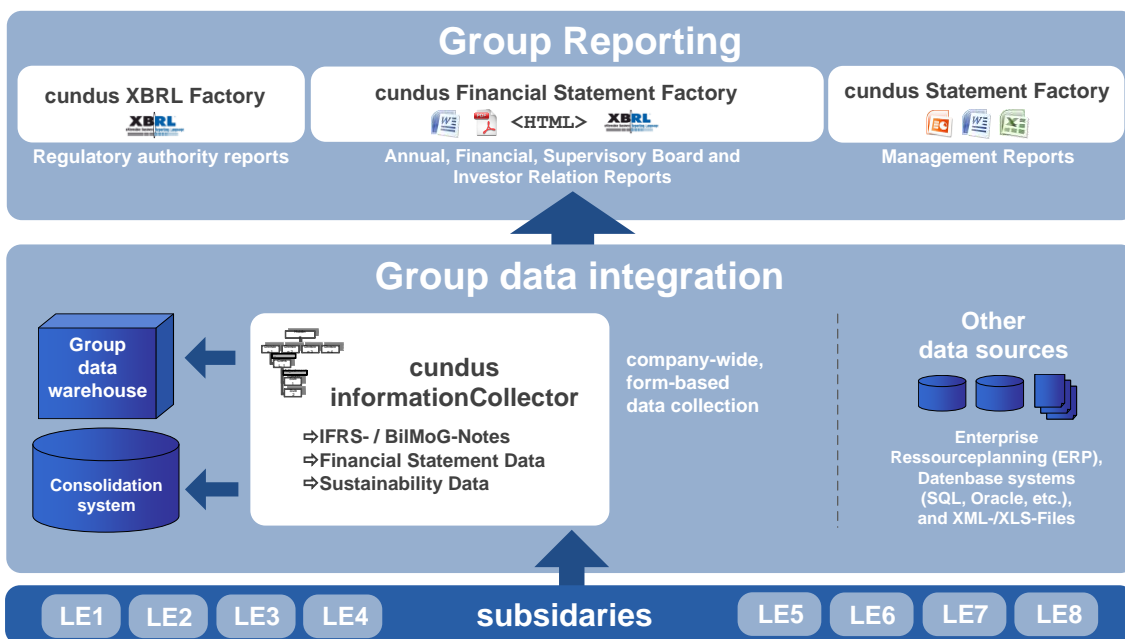 Group Reporting
cundus XBRL Factory
XBRL
Regulatory authority reports
cundus Financial Statement Factory
<HTML>
XBRL
Annual, Financial, Supervisory Board and
Investor Relation Reports
cundus Statement Factory
Management Reports
Group data integration
Group
data
warehouse
Consolidation
system
cundus
informationCollector
⇨IFRS- / BilMoG-Notes
⇨Financial Statement Data
⇨Sustainability Data
company-wide,
form-based
data collection
Other
data sources
Enterprise
Ressourceplanning (ERP),
Datenbase systems
(SQL, Oracle, etc.),
and XML-/XLS-Files
LE1
LE2
LE3
LE4
subsidaries
LE5
LE6
LE7
LE8